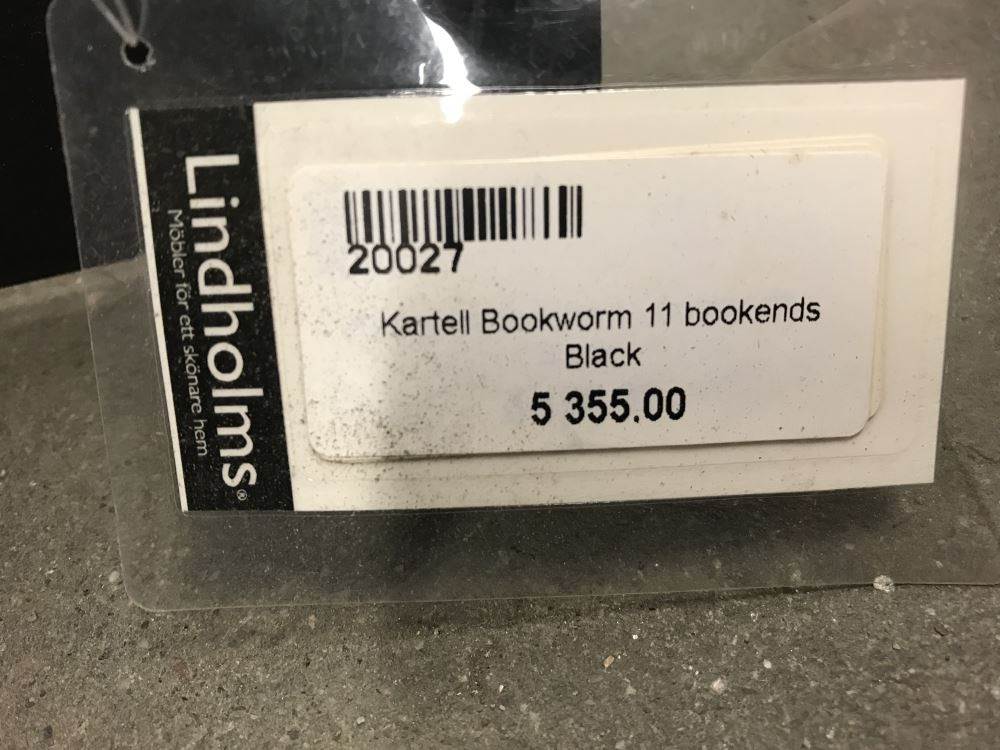 Lindholms®
Möbler för ett skönare hem
20027
Kartell Bookworm 11 bookends
Black
5 355.00